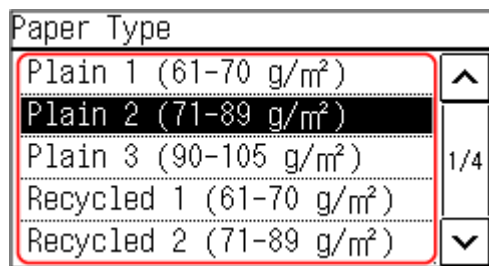 Paper Type
Plain 1 (61-70 g/m²)
Plain 2 (71-89 g/m²)
Plain 3 (90-105 g/m²)
1/4
Recycled 1 (61-70 g/m²)
Recycled 2 (71-89 g/m²)